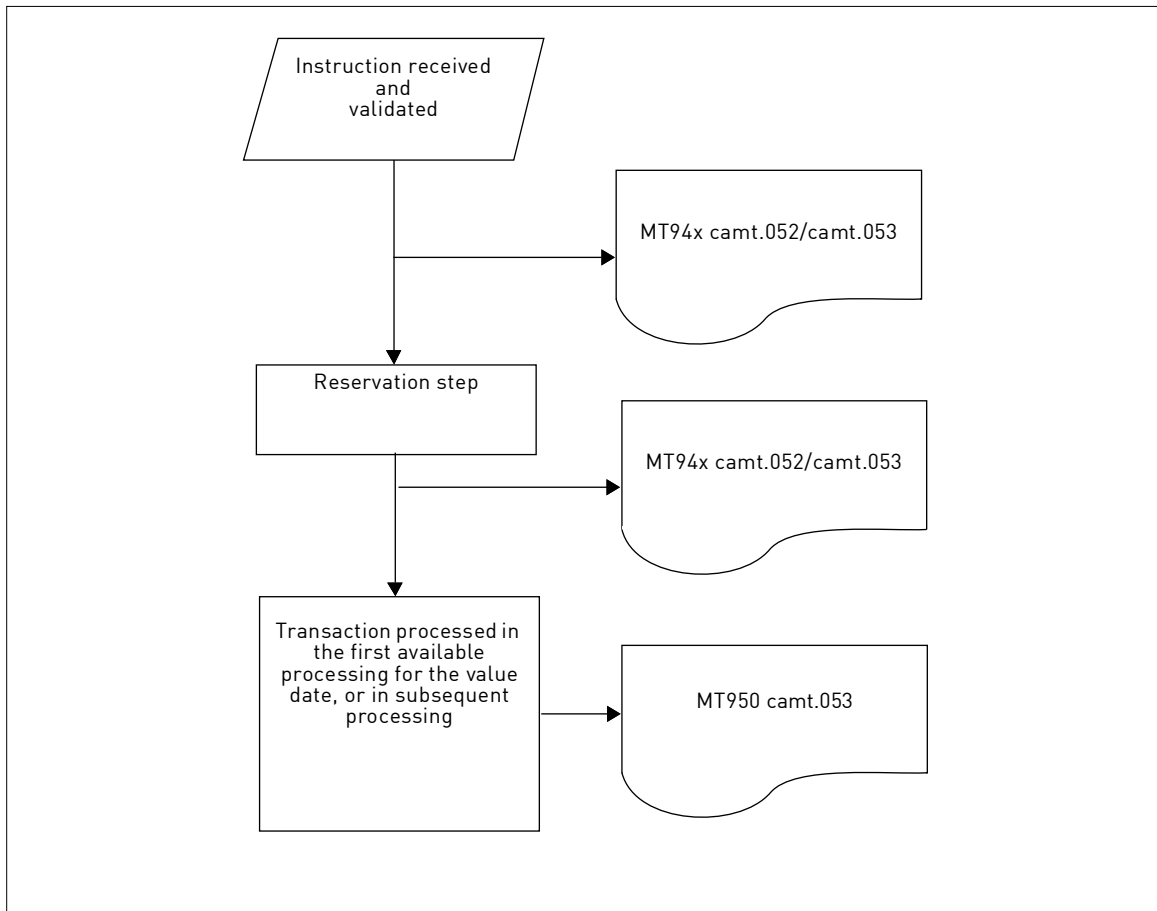 Instruction received
and
validated
MT94x camt.052/camt.053
Reservation step
MT94x camt.052/camt.053
Transaction processed in
the first available
processing for the value
date, or in subsequent
processing
MT950 camt.053